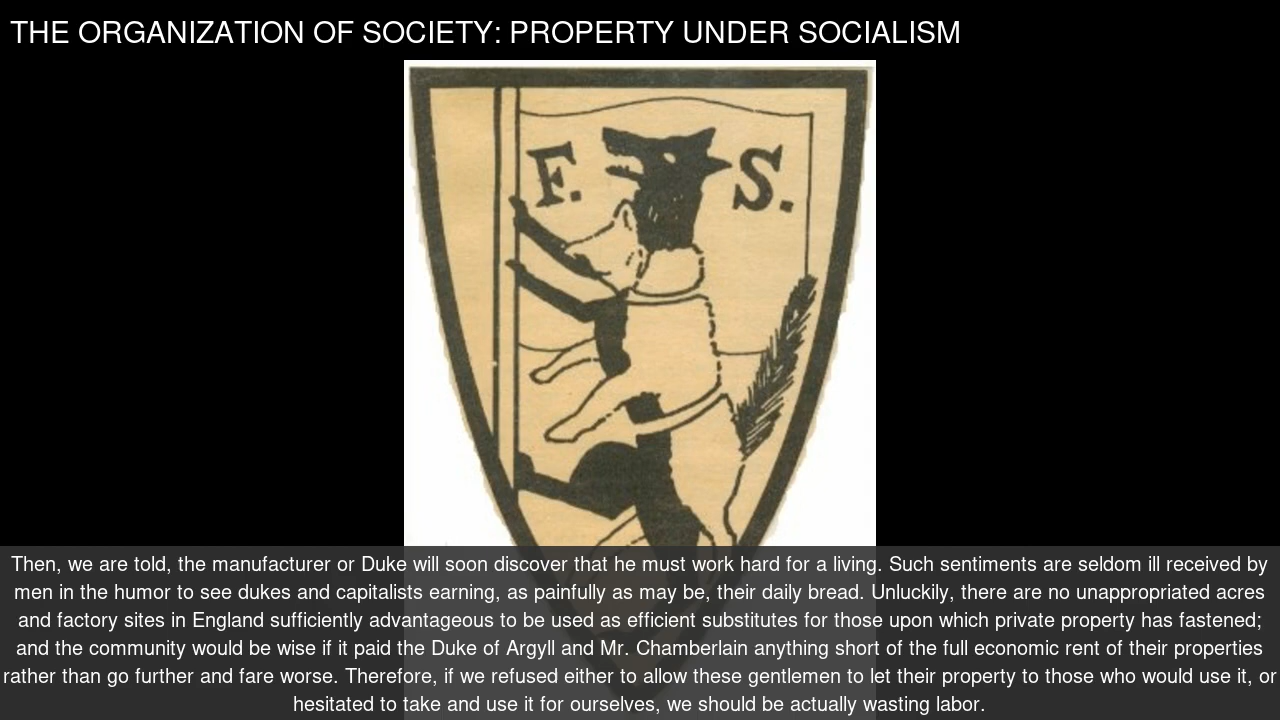 THE ORGANIZATION OF SOCIETY: PROPERTY UNDER SOCIALISM
F. S.
Then, we are told, the manufacturer or Duke will soon discover that he must work hard for a living. Such sentiments are seldom ill received by
men in the humor to see dukes and capitalists earning, as painfully as may be, their daily bread. Unluckily, there are no unappropriated acres
and factory sites in England sufficiently advantageous to be used as efficient substitutes for those upon which private property has fastened;
and the community would be wise if it paid the Duke of Argyll and Mr. Chamberlain anything short of the full economic rent of their properties
rather than go further and fare worse. Therefore, if we refused either to allow these gentlemen to let their property to those who would use it, or
hesitated to take and use it for ourselves, we should be actually wasting labor.